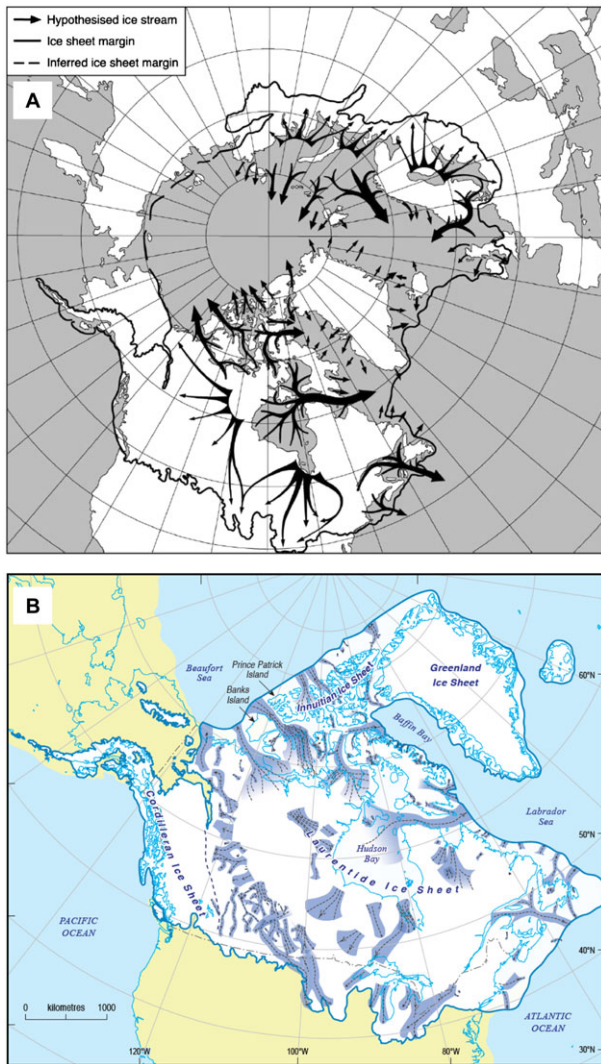 Hypothesised ice stream
Ice sheet margin
Inferred ice sheet margin
A
B
Beaufort
Sea
Prince Patrick
Island
Banks
Island
Innuitian Ice Sheet
Greenland
Ice Sheet
60°N
Baffin Bay
Labrador
Sea
50°N
Cordilleran Ice Sheet
Laurentide Ice Sheet
Hudson
Bay
PACIFIC
OCEAN
40°N
ATLANTIC
OCEAN
0 kilometres 1000
120°W
100°W
80°W
30°N